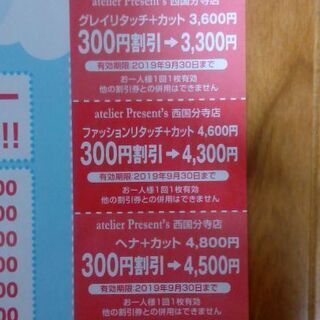 atelier Present's 西国分寺店
グレイリタッチ+カット 3,600円
300円割引➔3,300円
有効期限:2019年9月30日まで
お一人様1回1枚有効
他の割引券との併用はできません
atelier Present's 西国分寺店
ファッションリタッチ+カット 4,600円
300円割引➔4,300円
有効期限:2019年9月30日まで
お一人様1回1枚有効
他の割引券との併用はできません
atelier Present's 西国分寺店
ヘナ+カット 4,800円
300円割引➔4,500円
有効期限:2019年9月30日まで
お一人様1回1枚有効
他の割引券との併用はできません
!!
00
00
00
00
00
00